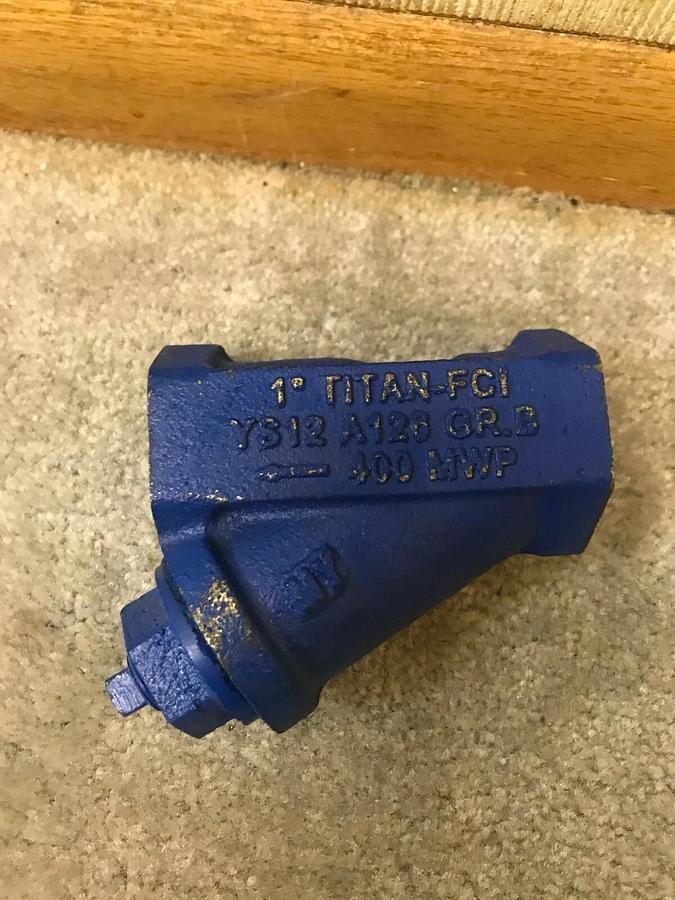 1" TITAN-FCI
YS12 A126 GR.B
← 400 MWP